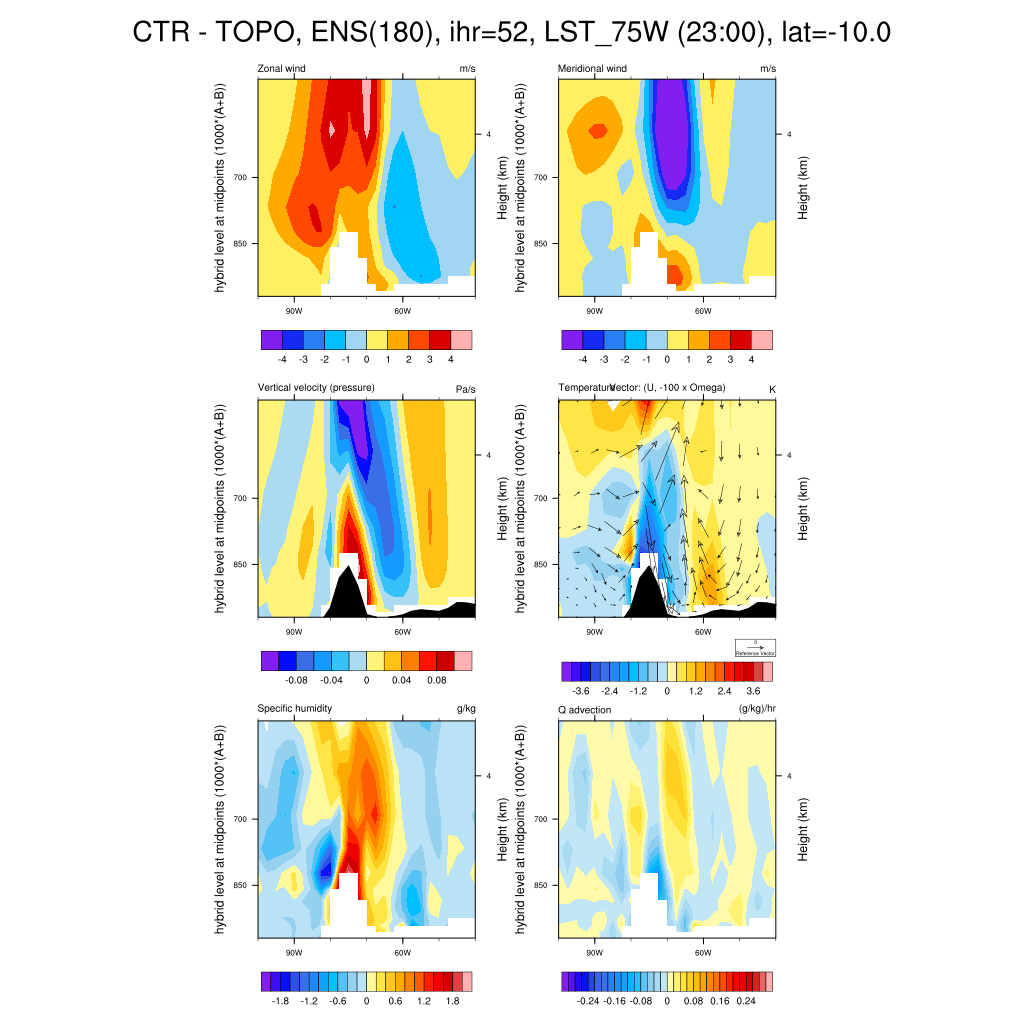 CTR - TOPO, ENS(180), ihr=52, LST_75W (23:00), lat=-10.0
Zonal wind m/s
hybrid level at midpoints (1000*(A+B))
700
850
4
Height (km)
90W 60W
-4 -3 -2 -1 0 1 2 3 4
Meridional wind m/s
hybrid level at midpoints (1000*(A+B))
700
850
4
Height (km)
90W 60W
-4 -3 -2 -1 0 1 2 3 4
Vertical velocity (pressure) Pa/s
hybrid level at midpoints (1000*(A+B))
700
850
4
Height (km)
90W 60W
-0.08 -0.04 0 0.04 0.08
Temperature Vector: (U, -100 x Omega) K
hybrid level at midpoints (1000*(A+B))
700
850
4
Height (km)
90W 60W
3
Reference Vector
-3.6 -2.4 -1.2 0 1.2 2.4 3.6
Specific humidity g/kg
hybrid level at midpoints (1000*(A+B))
700
850
4
Height (km)
90W 60W
-1.8 -1.2 -0.6 0 0.6 1.2 1.8
Q advection (g/kg)/hr
hybrid level at midpoints (1000*(A+B))
700
850
4
Height (km)
90W 60W
-0.24 -0.16 -0.08 0 0.08 0.16 0.24